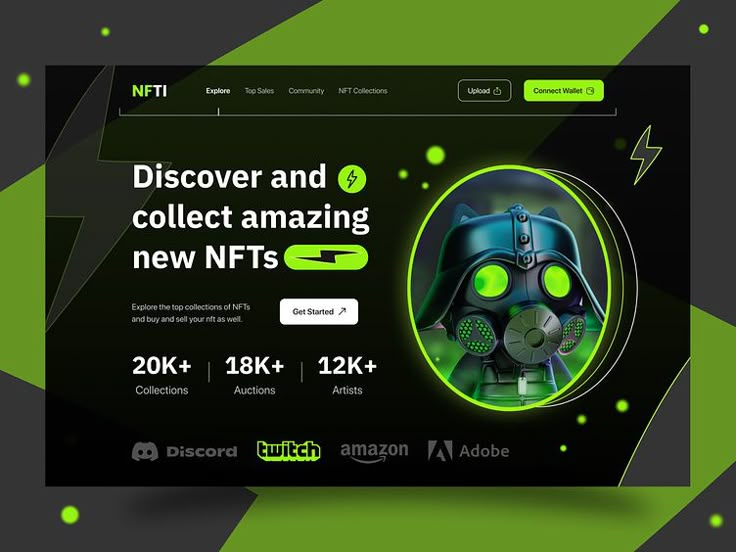 NFTI
Explore
Top Sales
Community
NFT Collections
Upload
Connect Wallet
Discover and
collect amazing
new NFTs
Explore the top collections of NFTs
and buy and sell your nft as well.
Get Started
20K+
18K+
12K+
Collections
Auctions
Artists
Discord
twitch
amazon
Adobe